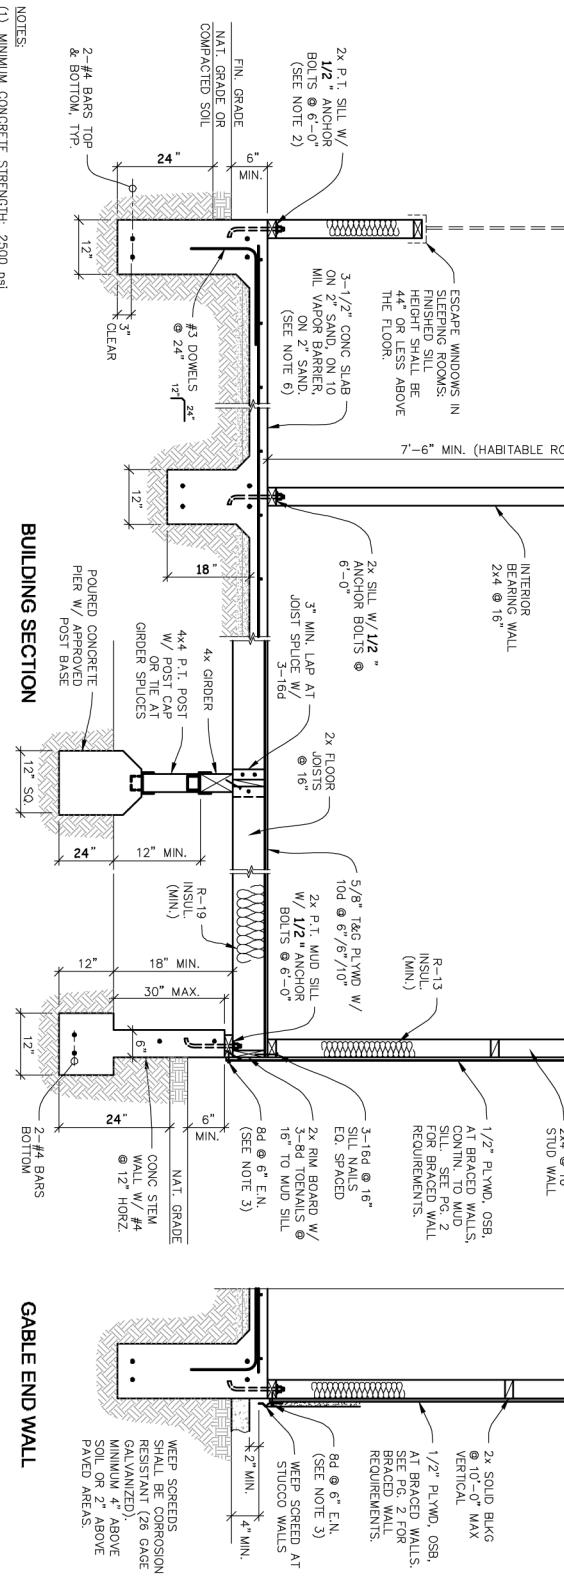 2x P.T. SILL W/
1/2 " ANCHOR
BOLTS @ 6'-0"
(SEE NOTE 2)
FIN. GRADE
NAT. GRADE OR
COMPACTED SOIL
6"
MIN.
24"
2-#4 BARS TOP
& BOTTOM, TYP.
NOTES:
(1) MINIMUM CONCRETE STRENGTH: 2500 psi
12"
3"
CLEAR
#3 DOWELS
@ 24"
24"
12"
ESCAPE WINDOWS IN
SLEEPING ROOMS:
FINISHED SILL
HEIGHT SHALL BE
44" OR LESS ABOVE
THE FLOOR.
3-1/2" CONC SLAB
ON 2" SAND, ON 10
MIL VAPOR BARRIER,
ON 2" SAND.
(SEE NOTE 6)
7'-6" MIN. (HABITABLE
12"
18"
2x SILL W/ 1/2 "
ANCHOR BOLTS @
6'-0"
INTERIOR
BEARING WALL
2x4 @ 16"
BUILDING SECTION
3" MIN. LAP AT
JOIST SPLICE W/
3-16d
2x FLOOR
JOISTS
@ 16"
4x GIRDER
4x4 P.T. POST
W/ POST CAP
OR TIE AT
GIRDER SPLICES
POURED CONCRETE
PIER W/ APPROVED
POST BASE
12" SQ.
24"
12" MIN.
5/8" T&G PLYWD W/
10d @ 6"/6"/10"
2x P.T. MUD SILL
W/ 1/2 " ANCHOR
BOLTS @ 6'-0"
R-19
INSUL.
(MIN.)
12"
18" MIN.
30" MAX.
R-13
INSUL.
(MIN.)
STUD WALL
1/2" PLYWD, OSB,
AT BRACED WALLS,
CONTIN. TO MUD
SILL. SEE PG. 2
FOR BRACED WALL
REQUIREMENTS.
3-16d @ 16"
SILL NAILS
EQ. SPACED
2x RIM BOARD W/
3-8d TOENAILS @
16" TO MUD SILL
8d @ 6" E.N.
(SEE NOTE 3)
6"
MIN.
6"
24"
NAT. GRADE
CONC STEM
WALL W/ #4
@ 12" HORZ.
12"
2-#4 BARS
BOTTOM
GABLE END WALL
2x SOLID BLKG
@ 10'-0" MAX
VERTICAL
1/2" PLYWD, OSB,
AT BRACED WALLS.
SEE PG. 2 FOR
BRACED WALL
REQUIREMENTS.
8d @ 6" E.N.
(SEE NOTE 3)
WEEP SCREED AT
STUCCO WALLS
2" MIN.
4" MIN.
WEEP SCREEDS
SHALL BE CORROSION
RESISTANT (26 GAGE
GALVANIZED).
MINIMUM 4" ABOVE
SOIL OR 2" ABOVE
PAVED AREAS.